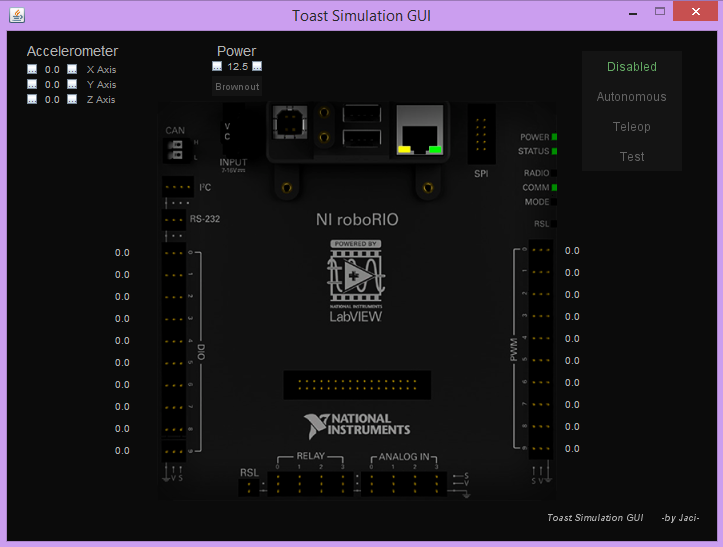 Toast Simulation GUI
Accelerometer
0.0 X Axis
0.0 Y Axis
0.0 Z Axis
Power
12.5
Brownout
Disabled
Autonomous
Teleop
Test
CAN
H
L
V
C
INPUT
7-16V
SPI
POWER
STATUS
RADIO
COMM
MODE
RSL
I²C
RS-232
NI roboRIO
POWERED BY
NATIONAL INSTRUMENTS
LabVIEW
0.0 0
0.0 1
0.0 2
0.0 3
0.0 4
0.0 5
0.0 6
0.0 7
0.0 8
0.0 9
DIO
V S
PWM
0 0.0
1 0.0
2 0.0
3 0.0
4 0.0
5 0.0
6 0.0
7 0.0
8 0.0
9 0.0
S V
NATIONAL
INSTRUMENTS
RELAY
ANALOG IN
RSL
0 1 2 3
0 1 2 3
S
V
Toast Simulation GUI -by Jaci-